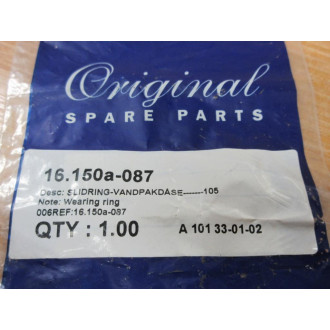 Original
SPARE PARTS
16.150a-087
Desc: SLIDRING-VANDPAKDÅSE-------105
Note: Wearing ring
006REF:16.150a-087
QTY : 1.00 A 101 33-01-02